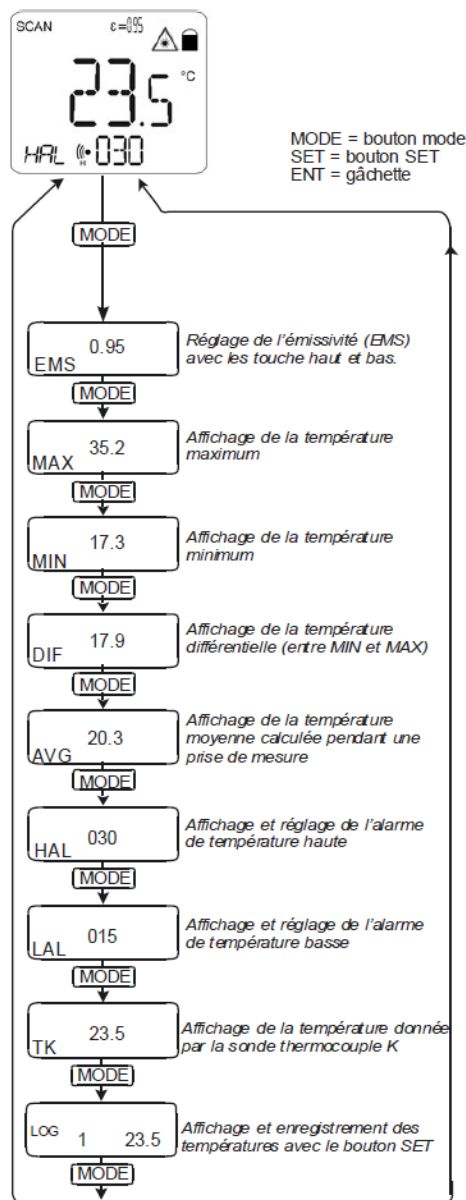 SCAN ε=0.95
23.5 °C
HAL 030
H
MODE = bouton mode
SET = bouton SET
ENT = gâchette
MODE
0.95
EMS
Réglage de l'émissivité (EMS)
avec les touche haut et bas.
MODE
35.2
MAX
Affichage de la température
maximum
MODE
17.3
MIN
Affichage de la température
minimum
MODE
17.9
DIF
Affichage de la température
différentielle (entre MIN et MAX)
MODE
20.3
AVG
Affichage de la température
moyenne calculée pendant une
prise de mesure
MODE
030
HAL
Affichage et réglage de l'alarme
de température haute
MODE
015
LAL
Affichage et réglage de l'alarme
de température basse
MODE
23.5
TK
Affichage de la température donnée
par la sonde thermocouple K
MODE
LOG 1 23.5
Affichage et enregistrement des
températures avec le bouton SET
MODE